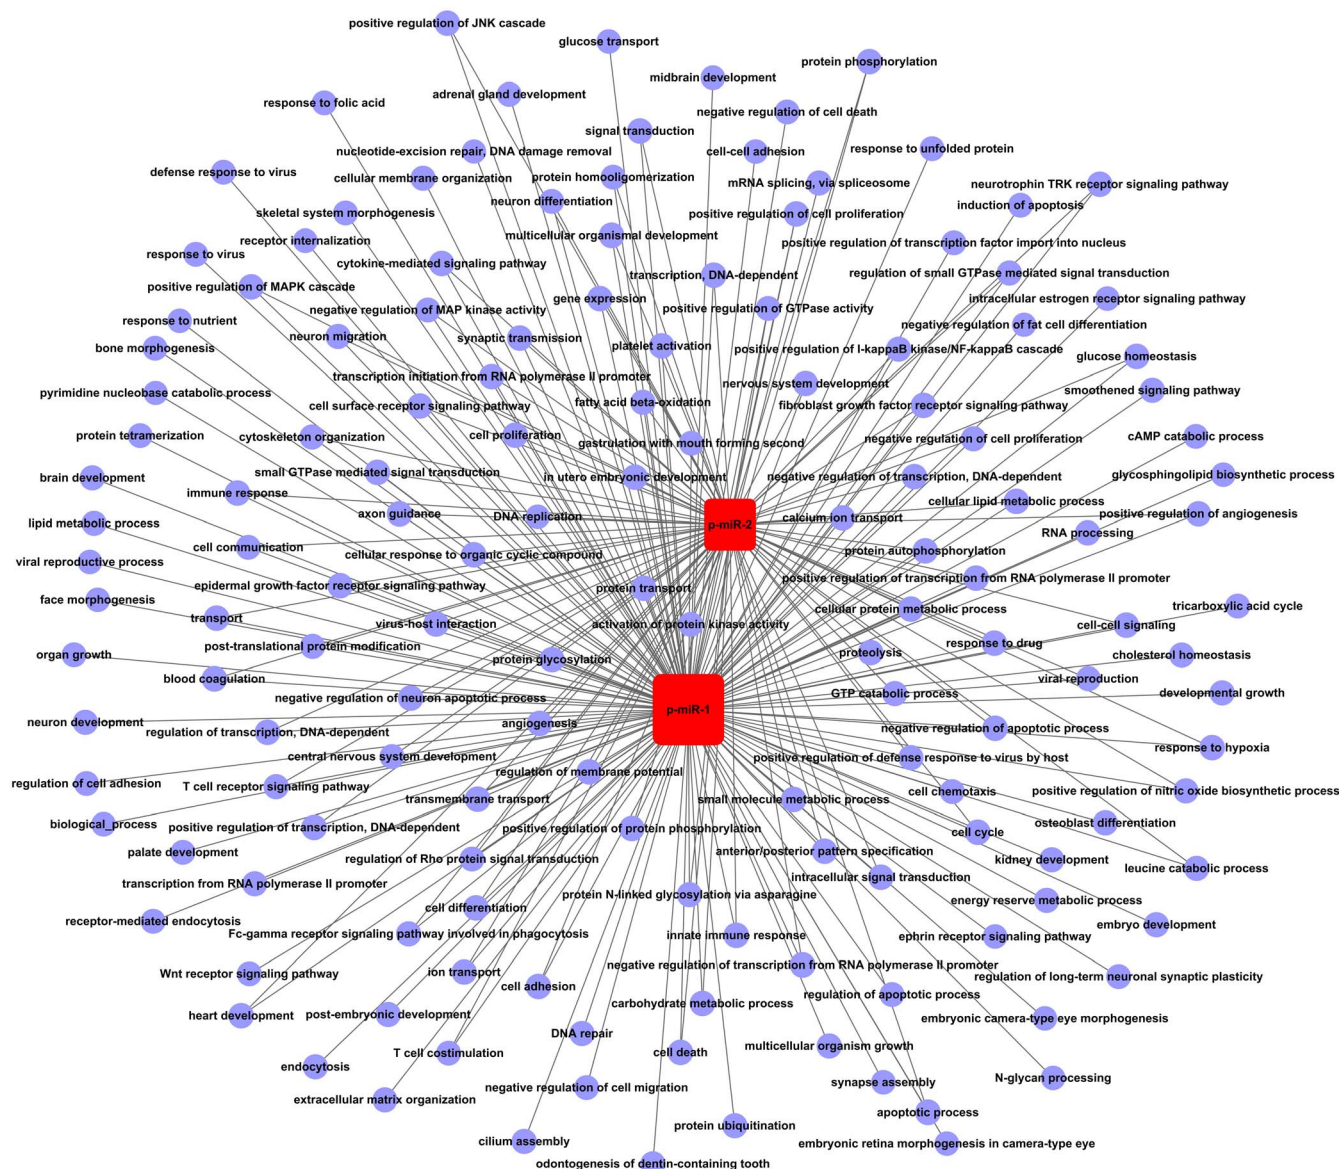 positive regulation of JNK cascade
glucose transport
protein phosphorylation
midbrain development
adrenal gland development
response to folic acid
negative regulation of cell death
signal transduction
nucleotide-excision repair, DNA damage removal
cell-cell adhesion
response to unfolded protein
defense response to virus
cellular membrane organization
protein homooligomerization
mRNA splicing, via spliceosome
neurotrophin TRK receptor signaling pathway
neuron differentiation
induction of apoptosis
skeletal system morphogenesis
positive regulation of cell proliferation
receptor internalization
multicellular organismal development
positive regulation of transcription factor import into nucleus
response to virus
cytokine-mediated signaling pathway
transcription, DNA-dependent
regulation of small GTPase mediated signal transduction
positive regulation of MAPK cascade
gene expression
intracellular estrogen receptor signaling pathway
negative regulation of MAP kinase activity
positive regulation of GTPase activity
response to nutrient
negative regulation of fat cell differentiation
neuron migration
synaptic transmission
platelet activation
positive regulation of I-kappaB kinase/NF-kappaB cascade
bone morphogenesis
glucose homeostasis
transcription initiation from RNA polymerase II promoter
nervous system development
smoothened signaling pathway
pyrimidine nucleobase catabolic process
cell surface receptor signaling pathway
fatty acid beta-oxidation
fibroblast growth factor receptor signaling pathway
protein tetramerization
cytoskeleton organization
cell proliferation
gastrulation with mouth forming second
negative regulation of cell proliferation
cAMP catabolic process
brain development
small GTPase mediated signal transduction
in utero embryonic development
negative regulation of transcription, DNA-dependent
glycosphingolipid biosynthetic process
immune response
cellular lipid metabolic process
lipid metabolic process
axon guidance
DNA replication
p-miR-2
calcium ion transport
positive regulation of angiogenesis
RNA processing
cell communication
cellular response to organic cyclic compound
protein autophosphorylation
viral reproductive process
epidermal growth factor receptor signaling pathway
protein transport
positive regulation of transcription from RNA polymerase II promoter
face morphogenesis
cellular protein metabolic process
tricarboxylic acid cycle
transport
virus-host interaction
activation of protein kinase activity
cell-cell signaling
post-translational protein modification
response to drug
organ growth
protein glycosylation
proteolysis
cholesterol homeostasis
blood coagulation
viral reproduction
negative regulation of neuron apoptotic process
GTP catabolic process
developmental growth
p-miR-1
neuron development
angiogenesis
regulation of transcription, DNA-dependent
negative regulation of apoptotic process
response to hypoxia
central nervous system development
positive regulation of defense response to virus by host
regulation of cell adhesion
T cell receptor signaling pathway
regulation of membrane potential
cell chemotaxis
positive regulation of nitric oxide biosynthetic process
transmembrane transport
small molecule metabolic process
biological_process
positive regulation of transcription, DNA-dependent
positive regulation of protein phosphorylation
cell cycle
osteoblast differentiation
palate development
regulation of Rho protein signal transduction
anterior/posterior pattern specification
kidney development
leucine catabolic process
transcription from RNA polymerase II promoter
intracellular signal transduction
protein N-linked glycosylation via asparagine
energy reserve metabolic process
receptor-mediated endocytosis
cell differentiation
embryo development
Fc-gamma receptor signaling pathway involved in phagocytosis
innate immune response
ephrin receptor signaling pathway
Wnt receptor signaling pathway
ion transport
negative regulation of transcription from RNA polymerase II promoter
regulation of long-term neuronal synaptic plasticity
cell adhesion
regulation of apoptotic process
heart development
post-embryonic development
carbohydrate metabolic process
embryonic camera-type eye morphogenesis
DNA repair
multicellular organism growth
T cell costimulation
cell death
endocytosis
N-glycan processing
negative regulation of cell migration
synapse assembly
extracellular matrix organization
apoptotic process
protein ubiquitination
cilium assembly
embryonic retina morphogenesis in camera-type eye
odontogenesis of dentin-containing tooth